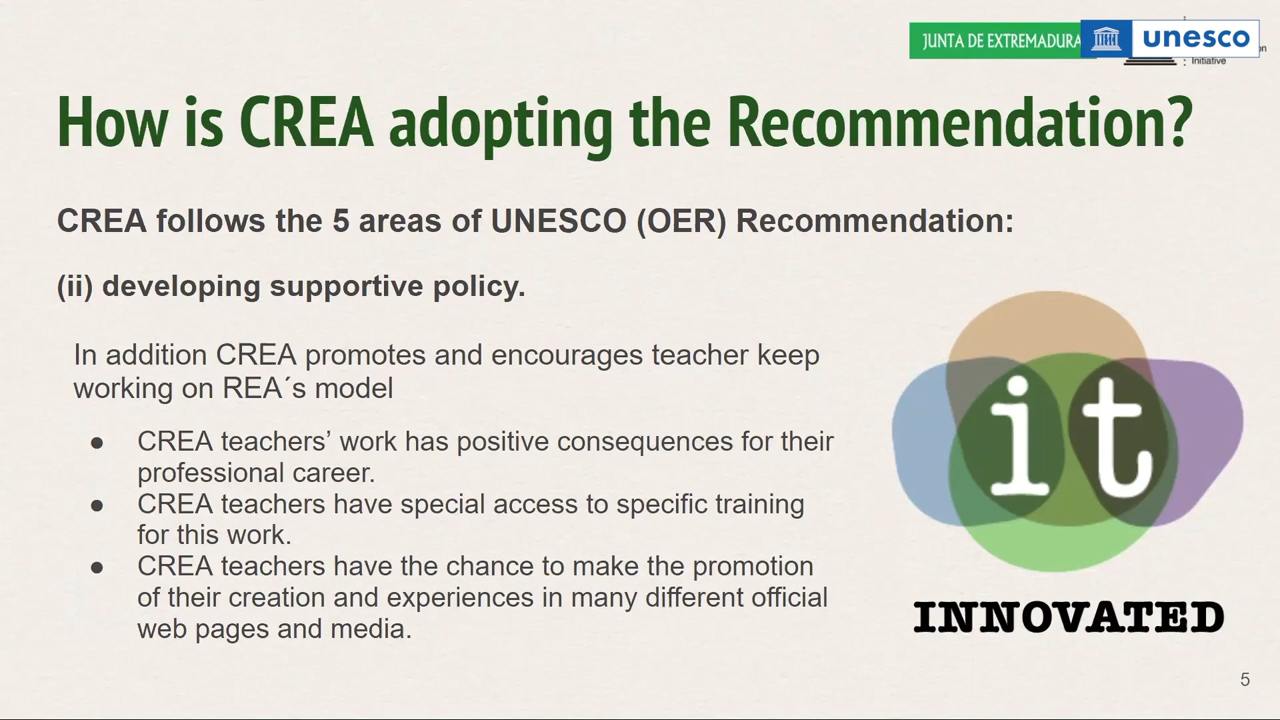 JUNTA DE EXTREMADURA
unesco
Initiative
How is CREA adopting the Recommendation?
CREA follows the 5 areas of UNESCO (OER) Recommendation:
(ii) developing supportive policy.
In addition CREA promotes and encourages teacher keep
working on REA´s model
● CREA teachers’ work has positive consequences for their
professional career.
● CREA teachers have special access to specific training
for this work.
● CREA teachers have the chance to make the promotion
of their creation and experiences in many different official
web pages and media.
it
INNOVATED
5